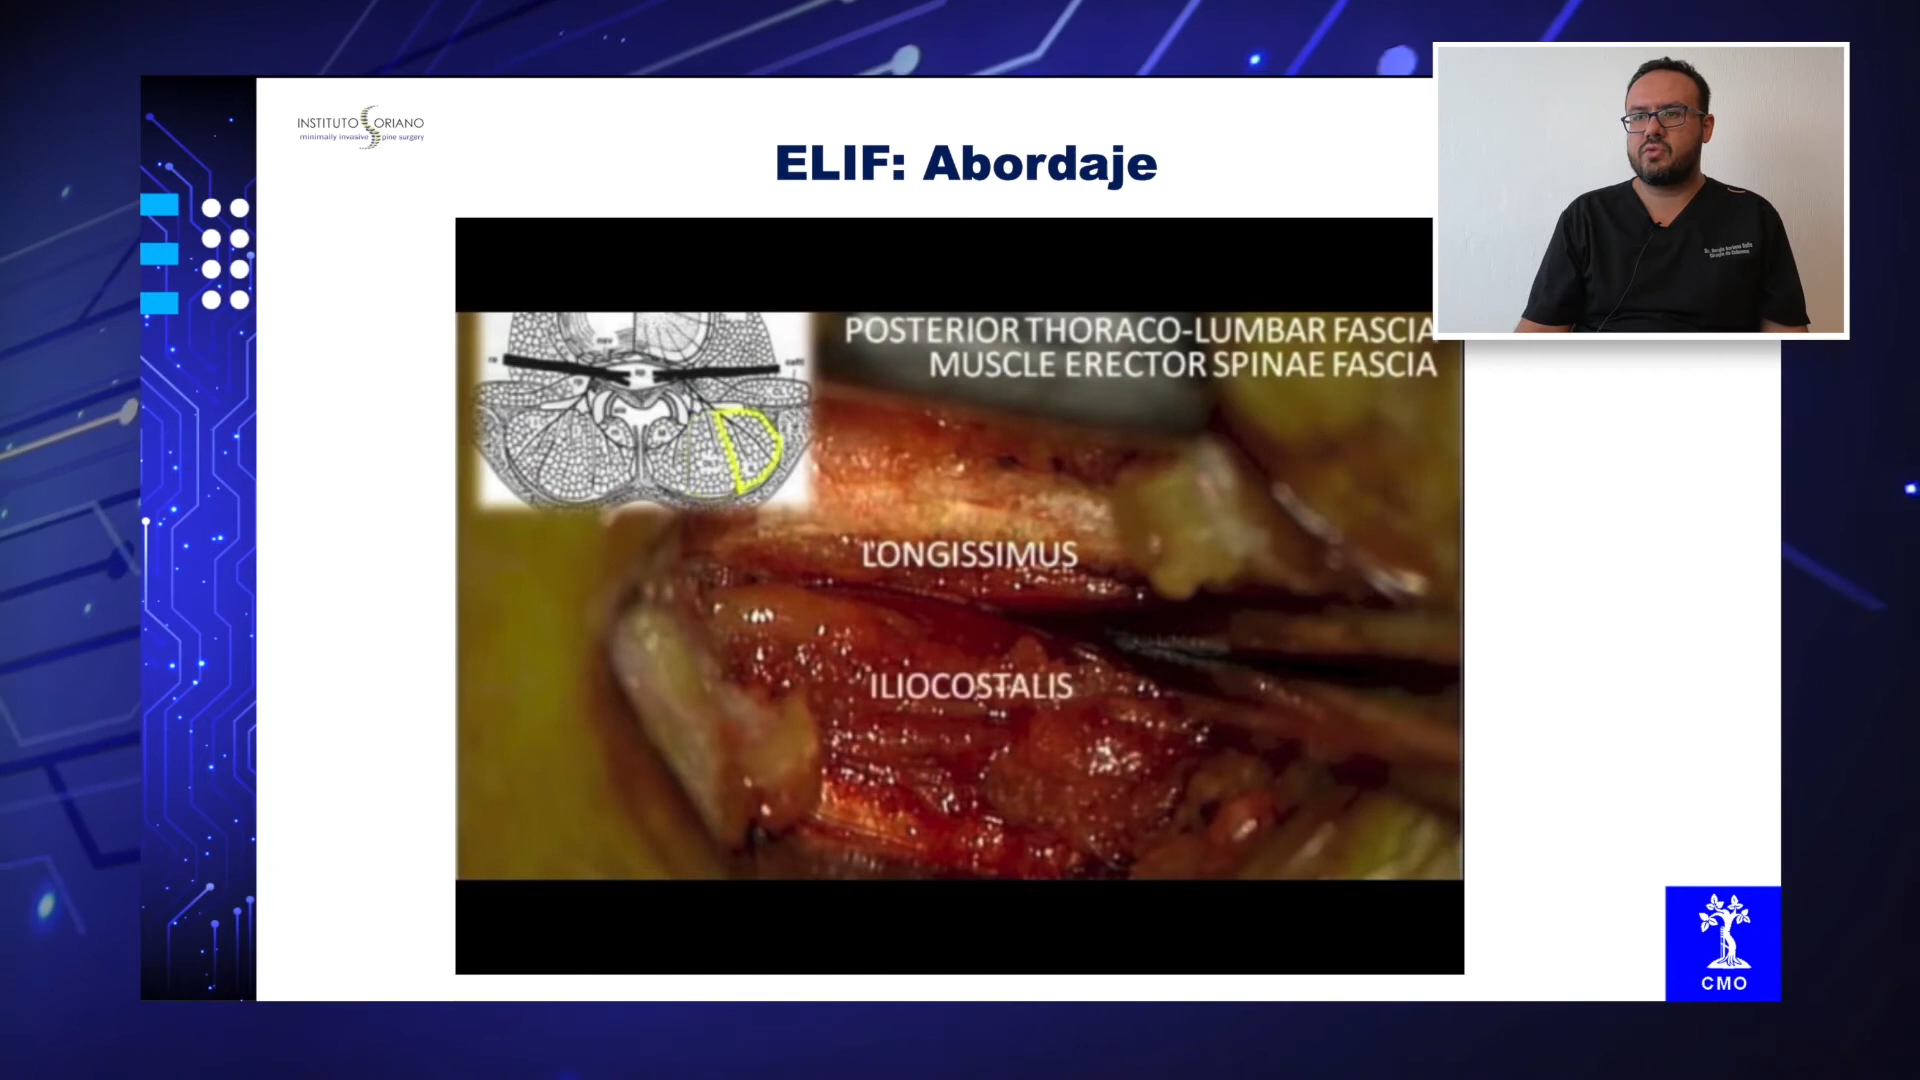 INSTITUTO SORIANO
minimally invasive spine surgery
ELIF: Abordaje
POSTERIOR THORACO-LUMBAR FASCIA
MUSCLE ERECTOR SPINAE FASCIA
LONGISSIMUS
ILIOCOSTALIS
CMO